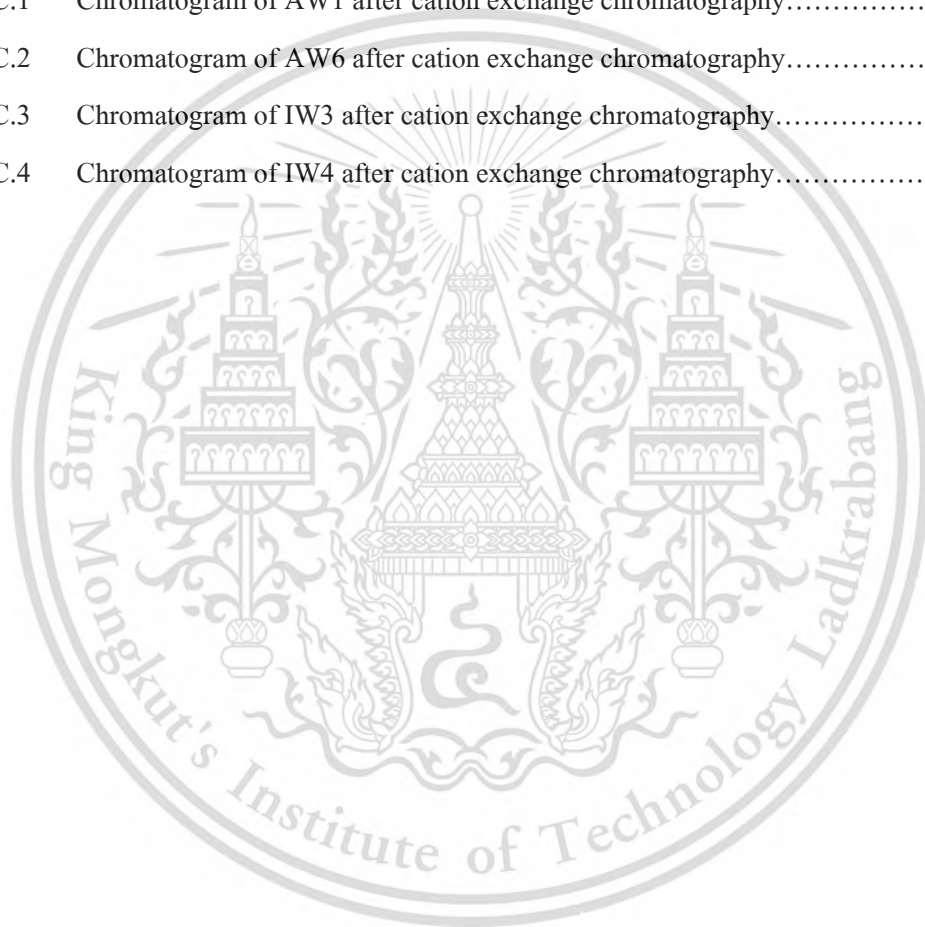 C.1 Chromatogram of AW1 after cation exchange chromatography……………
C.2 Chromatogram of AW6 after cation exchange chromatography……………
C.3 Chromatogram of IW3 after cation exchange chromatography……………
C.4 Chromatogram of IW4 after cation exchange chromatography……………
King Mongkut's Institute of Technology Ladkrabang